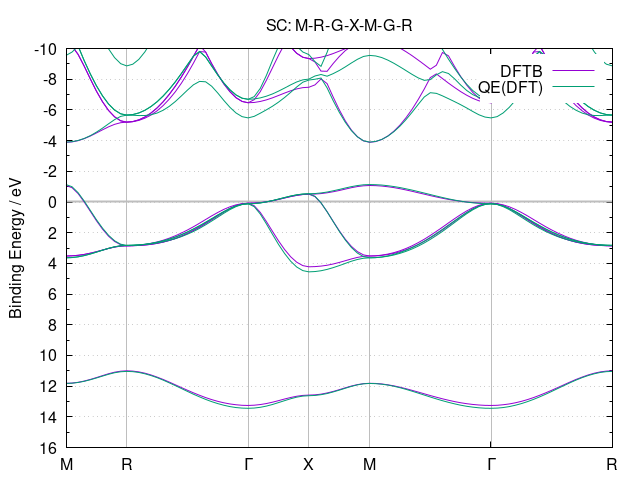 SC: M-R-G-X-M-G-R
-10
-8
-6
-4
-2
0
2
4
6
8
10
12
14
16
Binding Energy / eV
DFTB
QE(DFT)
M R Γ X M Γ R